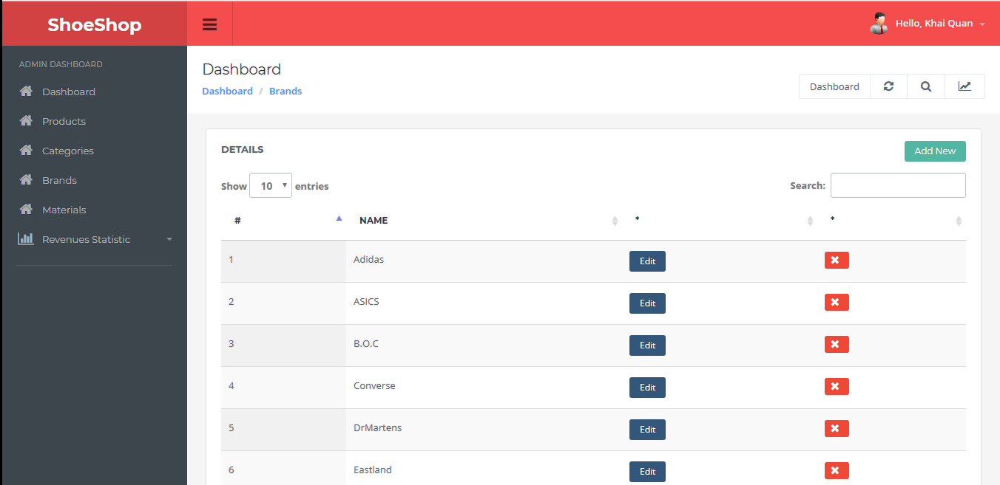 ShoeShop
Hello, Khai Quan
ADMIN DASHBOARD
Dashboard
Products
Categories
Brands
Materials
Revenues Statistic
Dashboard
Dashboard / Brands
Dashboard
DETAILS
Add New
Show 10 entries
Search:
# NAME * *
1 Adidas Edit
2 ASICS Edit
3 B.O.C Edit
4 Converse Edit
5 DrMartens Edit
6 Eastland Edit